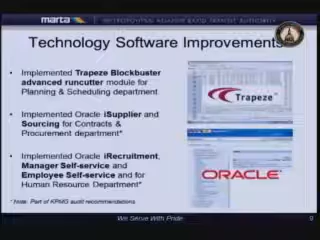 marta METROPOLITAN ATLANTA RAPID TRANSIT AUTHORITY
Technology Software Improvements
• Implemented Trapeze Blockbuster
advanced runcutter module for
Planning & Scheduling department
Trapeze
• Implemented Oracle iSupplier and
Sourcing for Contracts &
Procurement department*
• Implemented Oracle iRecruitment,
Manager Self-service and
Employee Self-service and for
Human Resource Department*
ORACLE
* Note: Part of KPMG audit recommendations
We Serve With Pride
9